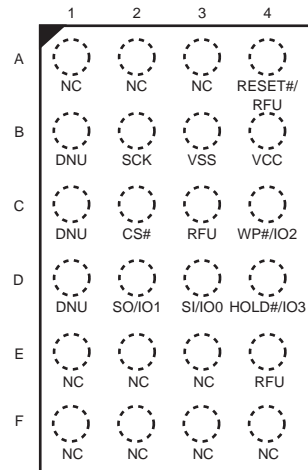 1 2 3 4
A
NC NC NC RESET#/
RFU
B
DNU SCK VSS VCC
C
DNU CS# RFU WP#/IO2
D
DNU SO/IO1 SI/IO0 HOLD#/IO3
E
NC NC NC RFU
F
NC NC NC NC